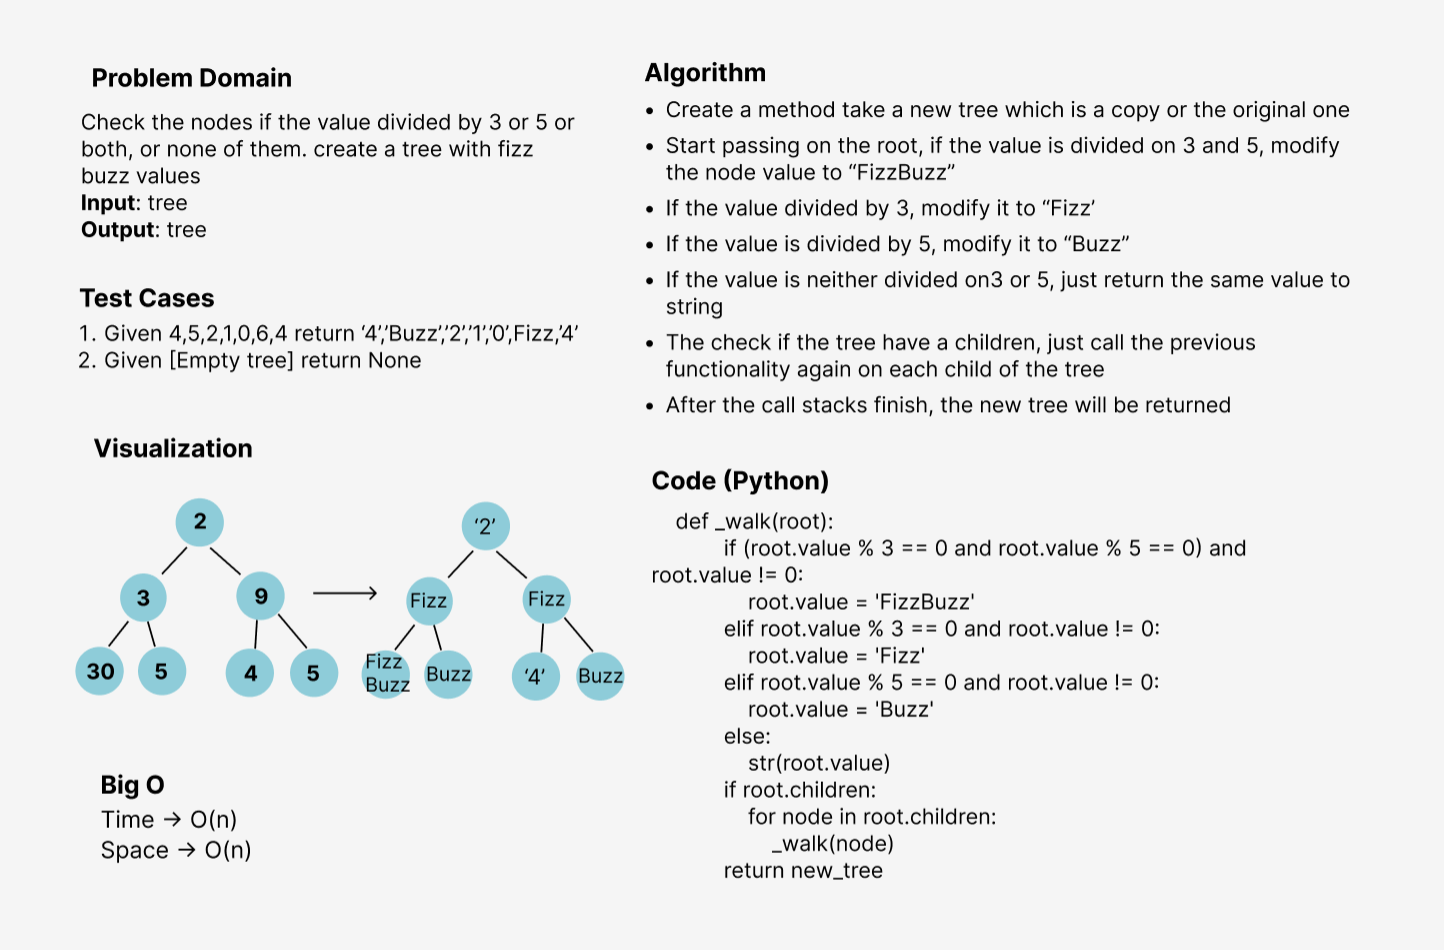 Problem Domain
Check the nodes if the value divided by 3 or 5 or
both, or none of them. create a tree with fizz
buzz values
Input: tree
Output: tree
Test Cases
1. Given 4,5,2,1,0,6,4 return ‘4’,’Buzz’,’2’,’1’,’0’,Fizz,’4’
2. Given [Empty tree] return None
Visualization
2
3
9
30
5
4
5
‘2’
Fizz
Fizz
Fizz
Buzz
Buzz
‘4’
Buzz
Big O
Time → O(n)
Space → O(n)
Algorithm
• Create a method take a new tree which is a copy or the original one
• Start passing on the root, if the value is divided on 3 and 5, modify
the node value to “FizzBuzz”
• If the value divided by 3, modify it to “Fizz’
• If the value is divided by 5, modify it to “Buzz”
• If the value is neither divided on3 or 5, just return the same value to
string
• The check if the tree have a children, just call the previous
functionality again on each child of the tree
• After the call stacks finish, the new tree will be returned
Code (Python)
def _walk(root):
if (root.value % 3 == 0 and root.value % 5 == 0) and
root.value != 0:
root.value = 'FizzBuzz'
elif root.value % 3 == 0 and root.value != 0:
root.value = 'Fizz'
elif root.value % 5 == 0 and root.value != 0:
root.value = 'Buzz'
else:
str(root.value)
if root.children:
for node in root.children:
_walk(node)
return new_tree